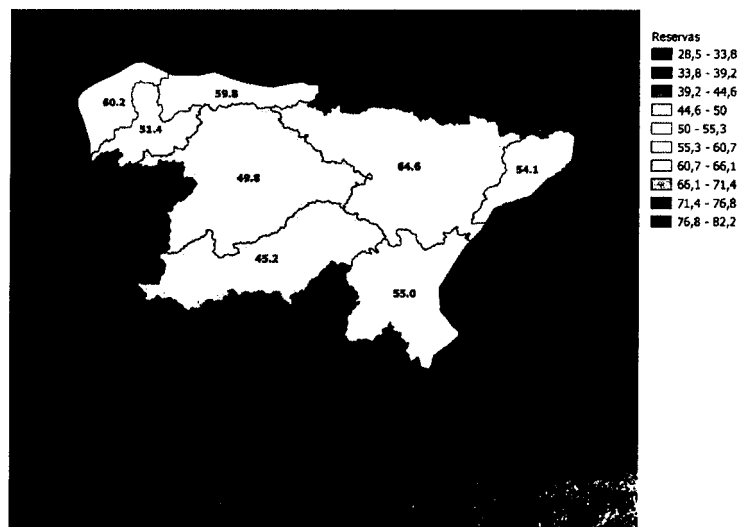 Reservas
28,5 - 33,8
33,8 - 39,2
39,2 - 44,6
44,6 - 50
50 - 55,3
55,3 - 60,7
60,7 - 66,1
66,1 - 71,4
71,4 - 76,8
76,8 - 82,2
60.2
59.8
51.4
49.8
64.6
54.1
45.2
55.0